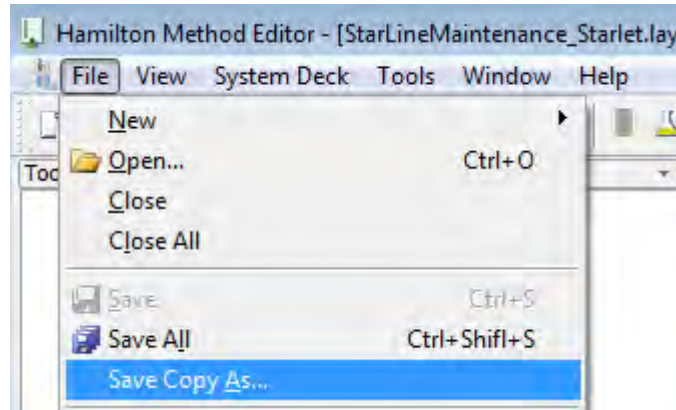 Hamilton Method Editor - [StarLineMaintenance_Starlet.lay
File View System Deck Tools Window Help
New
Too
Open... Ctrl+O
Close
Close All
Save Ctrl+S
Save All Ctrl+Shifl+S
Save Copy As...